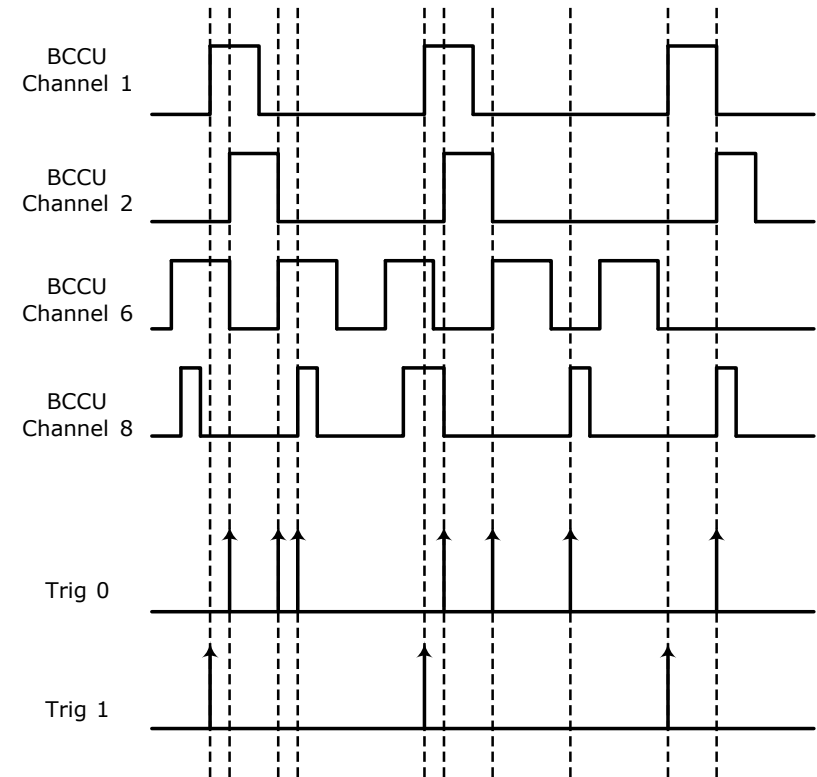 BCCU
Channel 1
BCCU
Channel 2
BCCU
Channel 6
BCCU
Channel 8
Trig 0
Trig 1